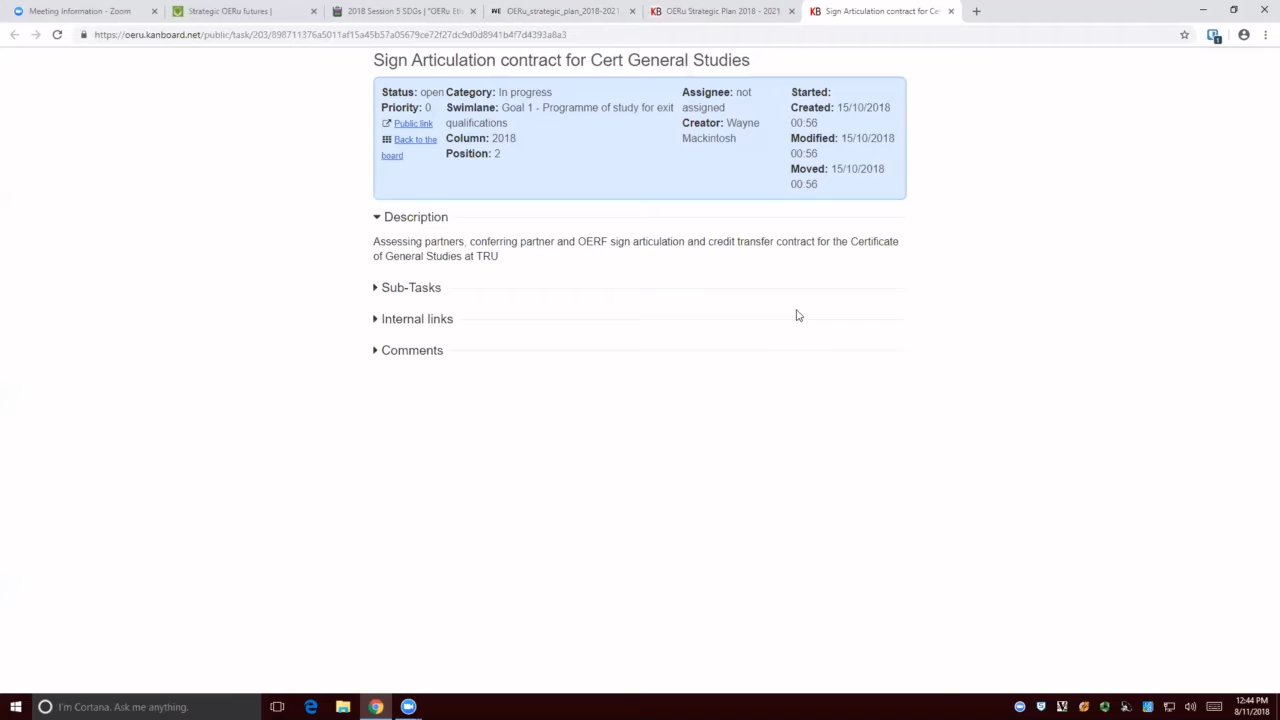 Meeting Information - Zoom
Strategic OERu futures |
2018 Session 5 SDGs | "OERu Eth
WE OERu_strategic_plan_2018-2021.
KB OERu Strategic Plan 2018 - 2021
KB Sign Articulation contract for Cer
https://oeru.kanboard.net/public/task/203/898711376a5011af15a45b57a05679ce72f27dc9d0d8941b4f7d4393a8a3
Sign Articulation contract for Cert General Studies
Status: open
Priority: 0
Public link
Back to the
board
Category: In progress
Swimlane: Goal 1 - Programme of study for exit
qualifications
Column: 2018
Position: 2
Assignee: not
assigned
Creator: Wayne
Mackintosh
Started:
Created: 15/10/2018
00:56
Modified: 15/10/2018
00:56
Moved: 15/10/2018
00:56
Description
Assessing partners, conferring partner and OERF sign articulation and credit transfer contract for the Certificate
of General Studies at TRU
Sub-Tasks
Internal links
Comments
I'm Cortana. Ask me anything.
12:44 PM
8/11/2018